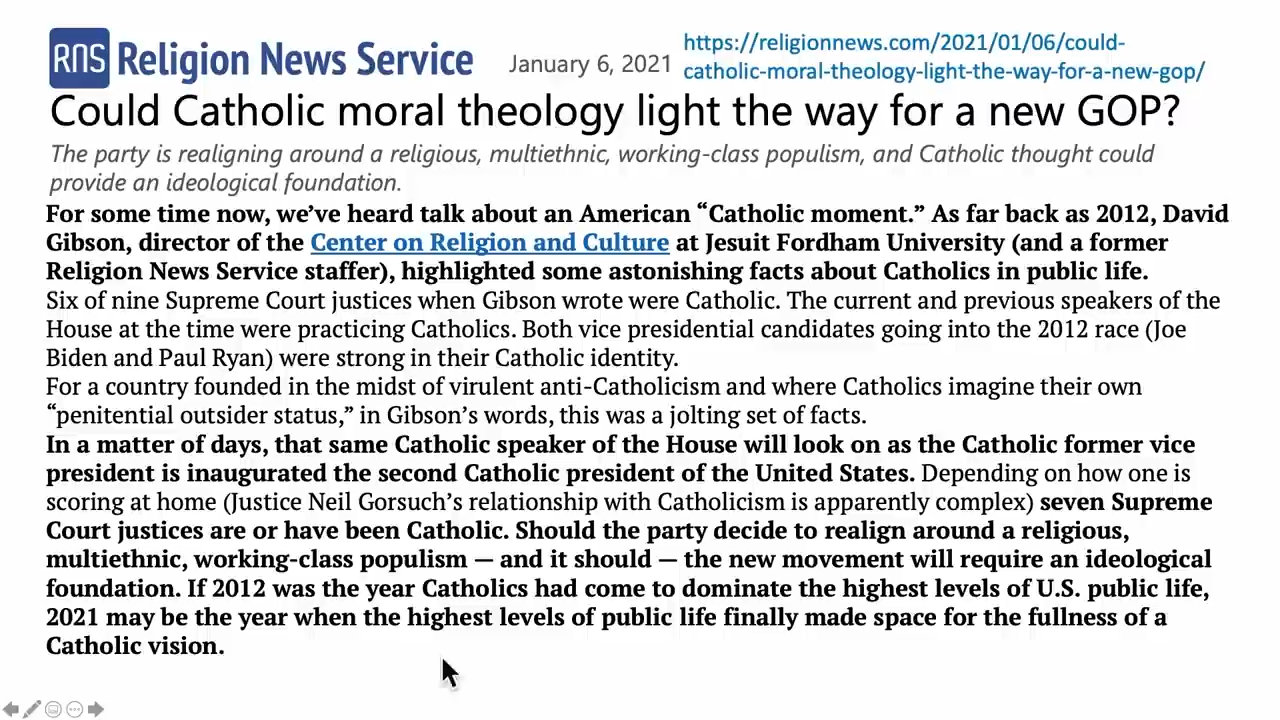 RNS Religion News Service January 6, 2021 https://religionnews.com/2021/01/06/could-
catholic-moral-theology-light-the-way-for-a-new-gop/
Could Catholic moral theology light the way for a new GOP?
The party is realigning around a religious, multiethnic, working-class populism, and Catholic thought could
provide an ideological foundation.
For some time now, we’ve heard talk about an American “Catholic moment.” As far back as 2012, David
Gibson, director of the Center on Religion and Culture at Jesuit Fordham University (and a former
Religion News Service staffer), highlighted some astonishing facts about Catholics in public life.
Six of nine Supreme Court justices when Gibson wrote were Catholic. The current and previous speakers of the
House at the time were practicing Catholics. Both vice presidential candidates going into the 2012 race (Joe
Biden and Paul Ryan) were strong in their Catholic identity.
For a country founded in the midst of virulent anti-Catholicism and where Catholics imagine their own
“penitential outsider status,” in Gibson’s words, this was a jolting set of facts.
In a matter of days, that same Catholic speaker of the House will look on as the Catholic former vice
president is inaugurated the second Catholic president of the United States. Depending on how one is
scoring at home (Justice Neil Gorsuch’s relationship with Catholicism is apparently complex) seven Supreme
Court justices are or have been Catholic. Should the party decide to realign around a religious,
multiethnic, working-class populism — and it should — the new movement will require an ideological
foundation. If 2012 was the year Catholics had come to dominate the highest levels of U.S. public life,
2021 may be the year when the highest levels of public life finally made space for the fullness of a
Catholic vision.